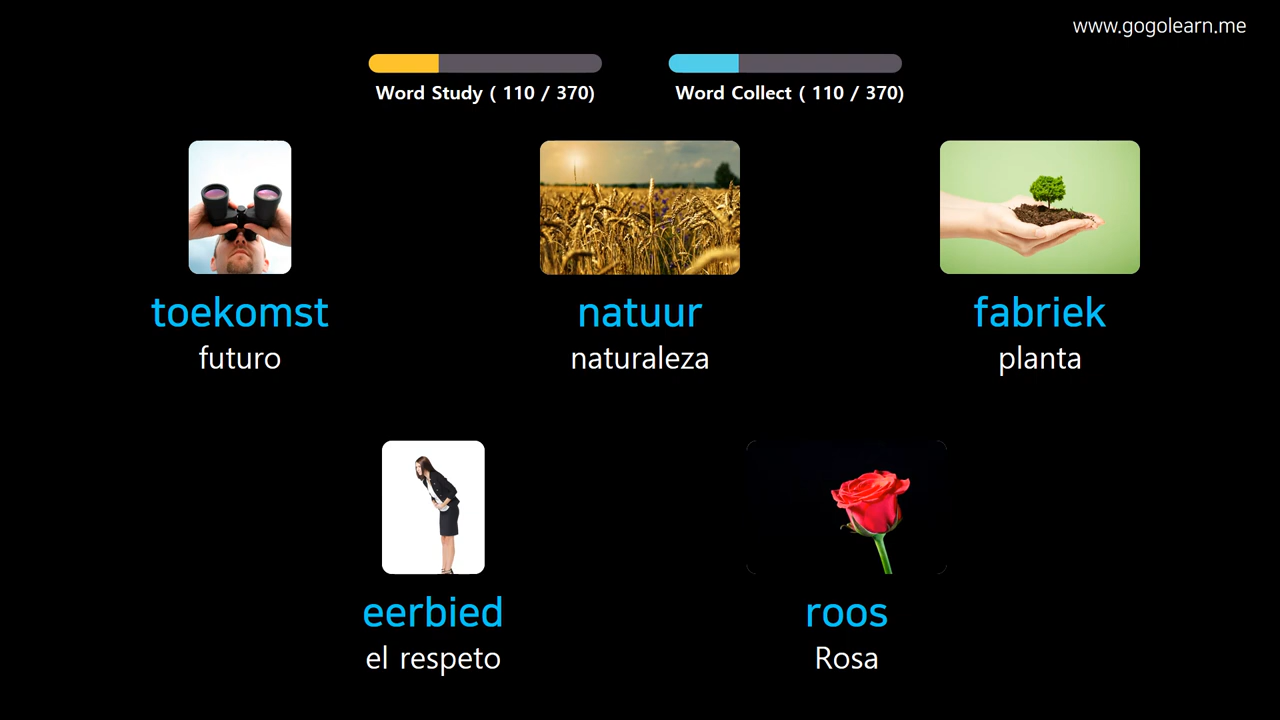 www.gogolearn.me
Word Study ( 110 / 370)
Word Collect ( 110 / 370)
toekomst
futuro
natuur
naturaleza
fabriek
planta
eerbied
el respeto
roos
Rosa